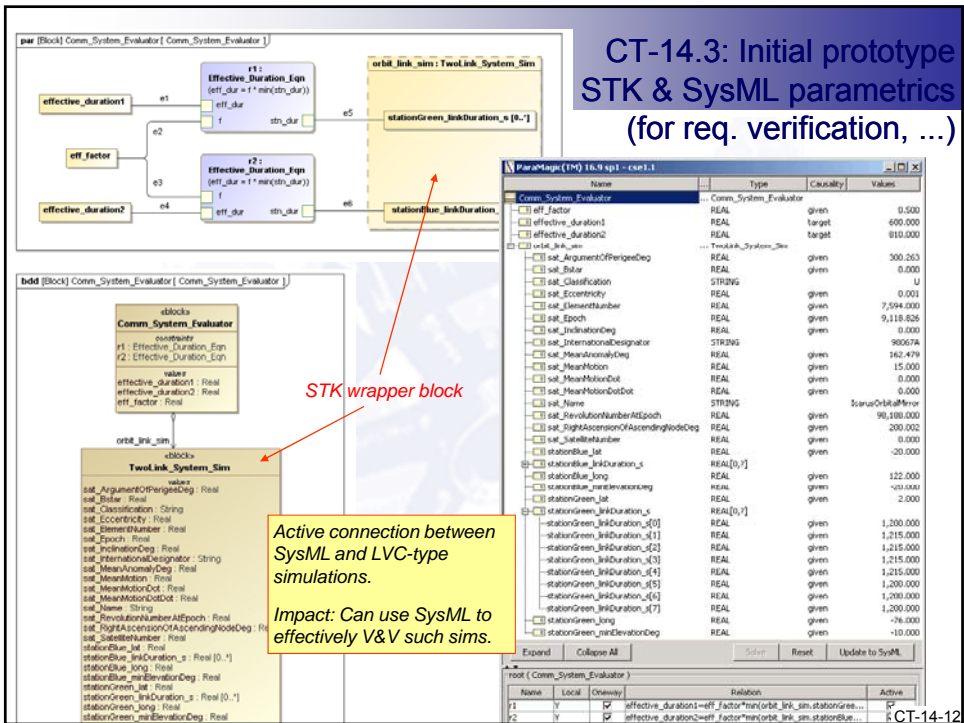 CT-14.3: Initial prototype
STK & SysML parametrics
(for req. verification, ...)
par [Block] Comm_System_Evaluator [ Comm_System_Evaluator ]
r1 :
Effective_Duration_Eqn
(eff_dur = f * min(stn_dur))
eff_dur
f
stn_dur
effective_duration1
e1
e2
eff_factor
e3
effective_duration2
e4
r2 :
Effective_Duration_Eqn
(eff_dur = f * min(stn_dur))
f
eff_dur
stn_dur
e5
e6
orbit_link_sim : TwoLink_System_Sim
stationGreen_linkDuration_s [0..*]
stationBlue_linkDuration_
bdd [Block] Comm_System_Evaluator [ Comm_System_Evaluator ]
«block»
Comm_System_Evaluator
constraints
r1 : Effective_Duration_Eqn
r2 : Effective_Duration_Eqn
values
effective_duration1 : Real
effective_duration2 : Real
eff_factor : Real
orbit_link_sim
«block»
TwoLink_System_Sim
values
sat_ArgumentOfPerigeeDeg : Real
sat_Bstar : Real
sat_Classification : String
sat_Eccentricity : Real
sat_ElementNumber : Real
sat_Epoch : Real
sat_InclinationDeg : Real
sat_InternationalDesignator : String
sat_MeanAnomalyDeg : Real
sat_MeanMotion : Real
sat_MeanMotionDot : Real
sat_MeanMotionDotDot : Real
sat_Name : String
sat_RevolutionNumberAtEpoch : Real
sat_RightAscensionOfAscendingNodeDeg : Re
sat_SatelliteNumber : Real
stationBlue_lat : Real
stationBlue_linkDuration_s : Real [0..*]
stationBlue_long : Real
stationBlue_minElevationDeg : Real
stationGreen_lat : Real
stationGreen_linkDuration_s : Real [0..*]
stationGreen_long : Real
stationGreen_minElevationDeg : Real
STK wrapper block
Active connection between
SysML and LVC-type
simulations.
Impact: Can use SysML to
effectively V&V such sims.
ParaMagic(TM) 16.9 sp1 - cse1.1
Name ... Type Causality Values
Comm_System_Evaluator ... Comm_System_Evaluator
eff_factor REAL given 0.500
effective_duration1 REAL target 600.000
effective_duration2 REAL target 810.000
orbit_link_sim ... TwoLink_System_Sim
sat_ArgumentOfPerigeeDeg REAL given 300.263
sat_Bstar REAL given 0.000
sat_Classification STRING U
sat_Eccentricity REAL given 0.001
sat_ElementNumber REAL given 7,594.000
sat_Epoch REAL given 9,118.826
sat_InclinationDeg REAL given 0.000
sat_InternationalDesignator STRING 98067A
sat_MeanAnomalyDeg REAL given 162.479
sat_MeanMotion REAL given 15.000
sat_MeanMotionDot REAL given 0.000
sat_MeanMotionDotDot REAL given 0.000
sat_Name STRING IcarusOrbitalMirror
sat_RevolutionNumberAtEpoch REAL given 98,188.000
sat_RightAscensionOfAscendingNodeDeg REAL given 200.002
sat_SatelliteNumber REAL given 0.000
stationBlue_lat REAL given -20.000
stationBlue_linkDuration_s REAL[0,?]
stationBlue_long REAL given 122.000
stationBlue_minElevationDeg REAL given -20.000
stationGreen_lat REAL given 2.000
stationGreen_linkDuration_s REAL[0,?]
stationGreen_linkDuration_s[0] REAL given 1,200.000
stationGreen_linkDuration_s[1] REAL given 1,215.000
stationGreen_linkDuration_s[2] REAL given 1,215.000
stationGreen_linkDuration_s[3] REAL given 1,215.000
stationGreen_linkDuration_s[4] REAL given 1,215.000
stationGreen_linkDuration_s[5] REAL given 1,200.000
stationGreen_linkDuration_s[6] REAL given 1,200.000
stationGreen_linkDuration_s[7] REAL given 1,200.000
stationGreen_long REAL given -76.000
stationGreen_minElevationDeg REAL given -10.000
Expand Collapse All Solve Reset Update to SysML
root ( Comm_System_Evaluator )
Name Local Oneway Relation Active
r1 Y effective_duration1=eff_factor*min(orbit_link_sim.stationGree...
r2 Y effective_duration2=eff_factor*min(orbit_link_sim.stationBlue...
CT-14-12